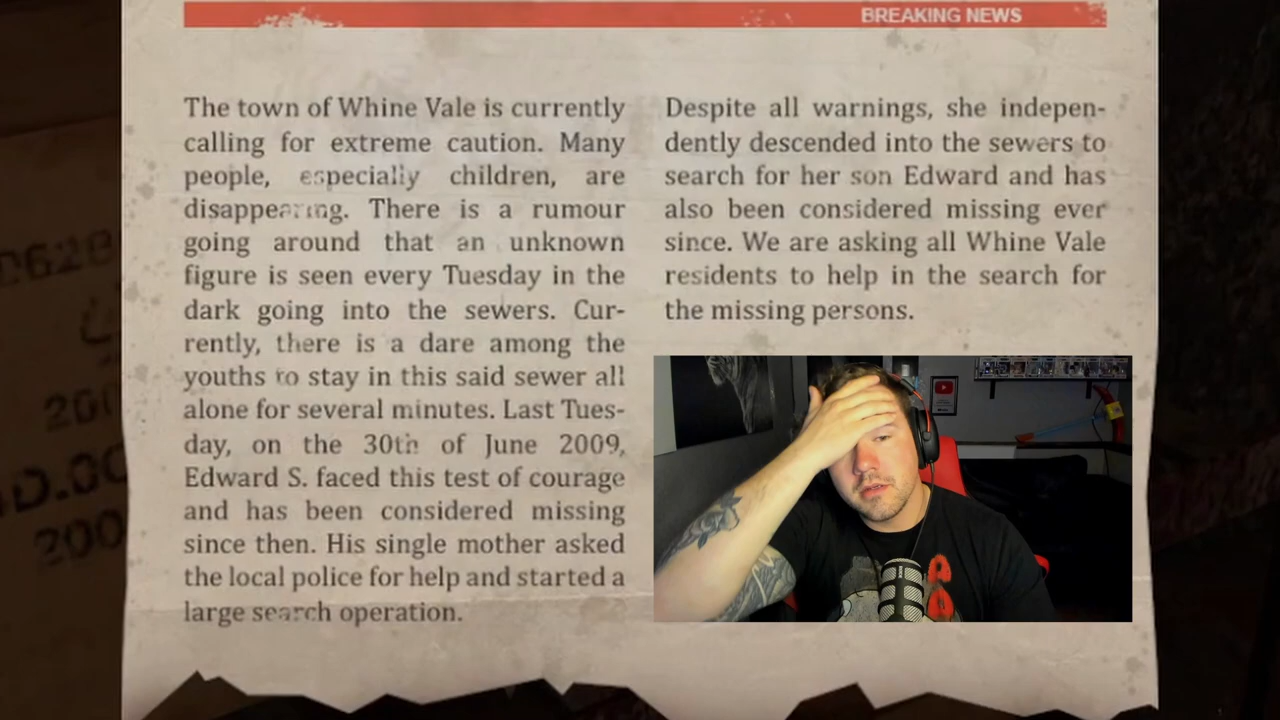 BREAKING NEWS
The town of Whine Vale is currently
calling for extreme caution. Many
people, especially children, are
disappearing. There is a rumour
going around that an unknown
figure is seen every Tuesday in the
dark going into the sewers. Cur-
rently, there is a dare among the
youths to stay in this said sewer all
alone for several minutes. Last Tues-
day, on the 30th of June 2009,
Edward S. faced this test of courage
and has been considered missing
since then. His single mother asked
the local police for help and started a
large search operation.
Despite all warnings, she indepen-
dently descended into the sewers to
search for her son Edward and has
also been considered missing ever
since. We are asking all Whine Vale
residents to help in the search for
the missing persons.